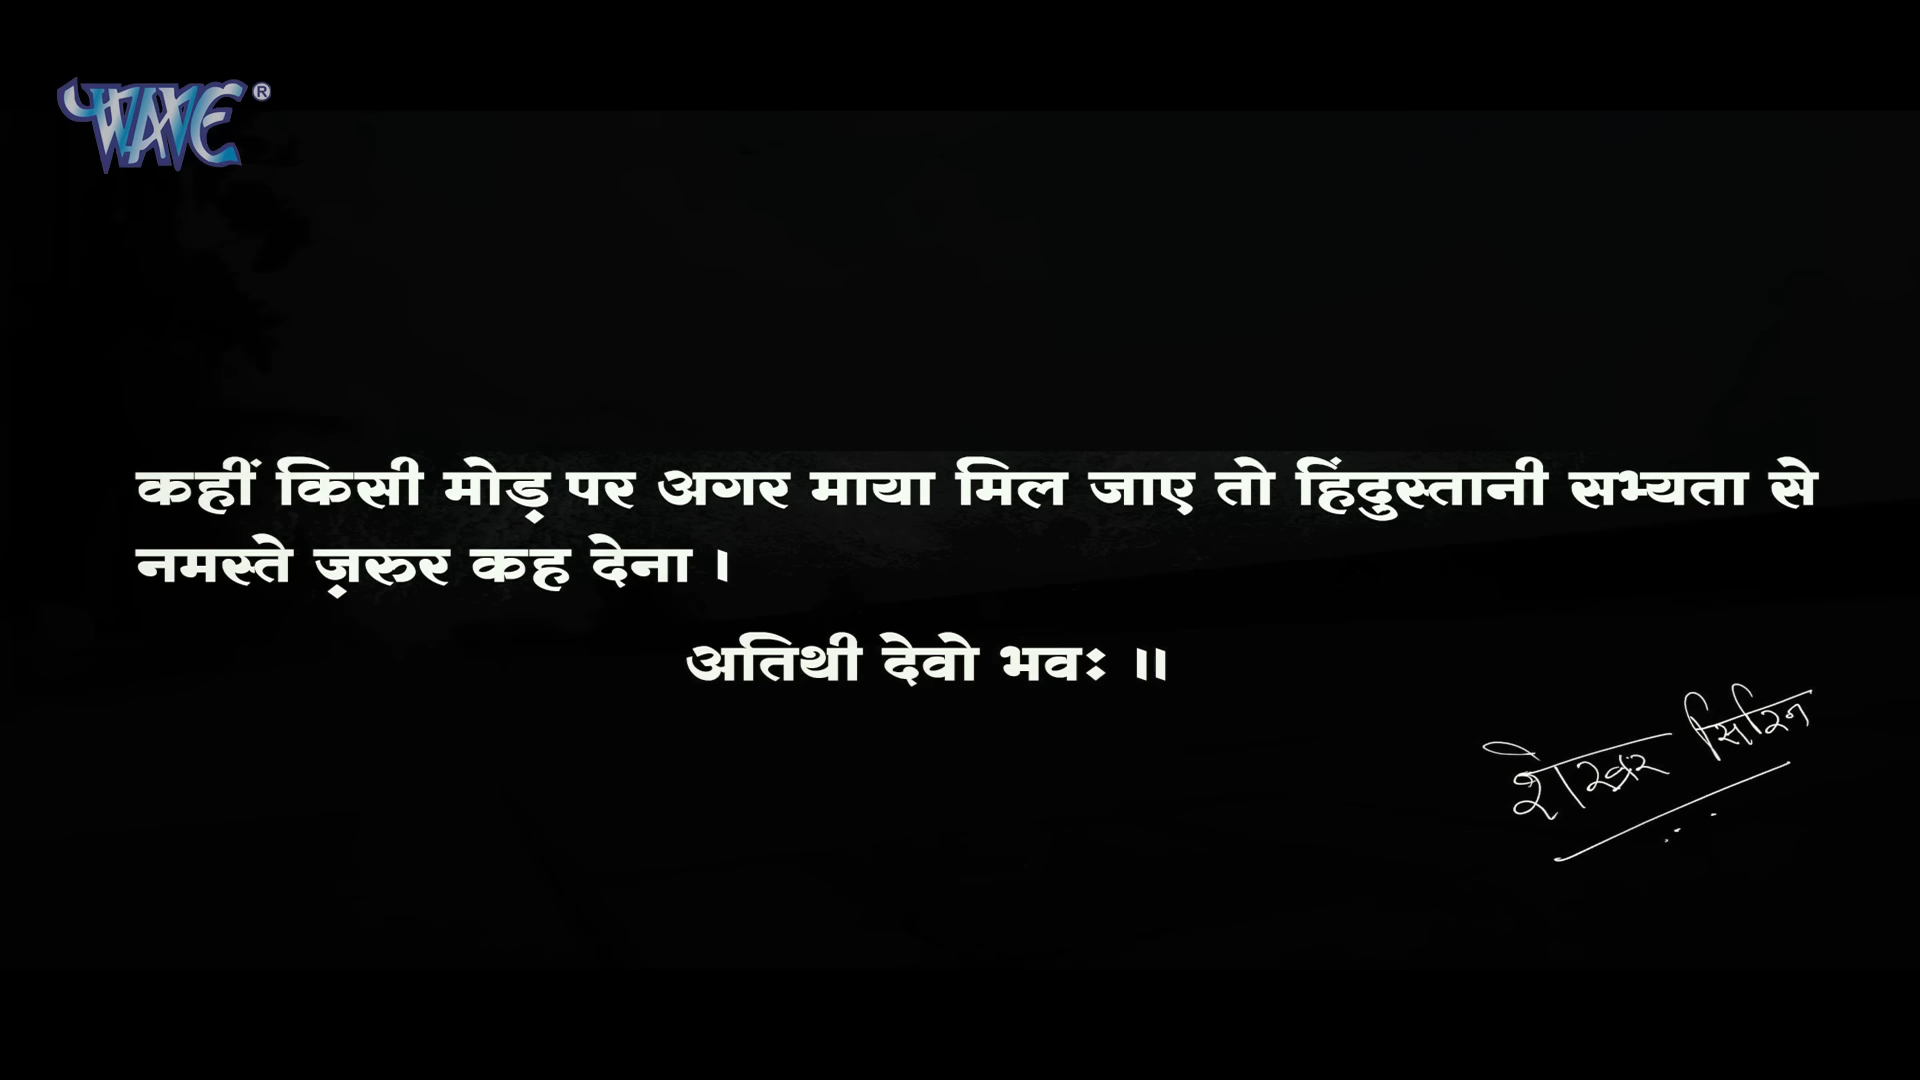 WAVE®
कहीं किसी मोड़ पर अगर माया मिल जाए तो हिंदुस्तानी सभ्यता से
नमस्ते ज़रुर कह देना ।
अतिथी देवो भवः ॥
शेखर सिरिन